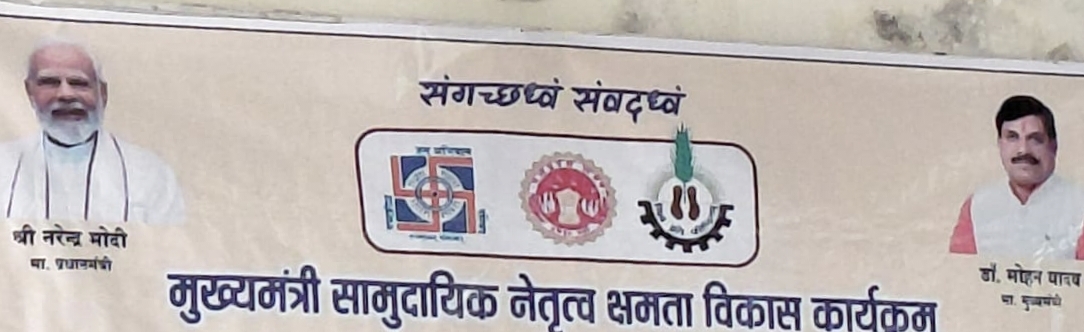 संगच्छध्वं संवदध्वं
श्री नरेन्द्र मोदी
मा. प्रधानमंत्री
डॉ. मोहन यादव
मा. मुख्यमंत्री
मुख्यमंत्री सामुदायिक नेतृत्व क्षमता विकास कार्यक्रम